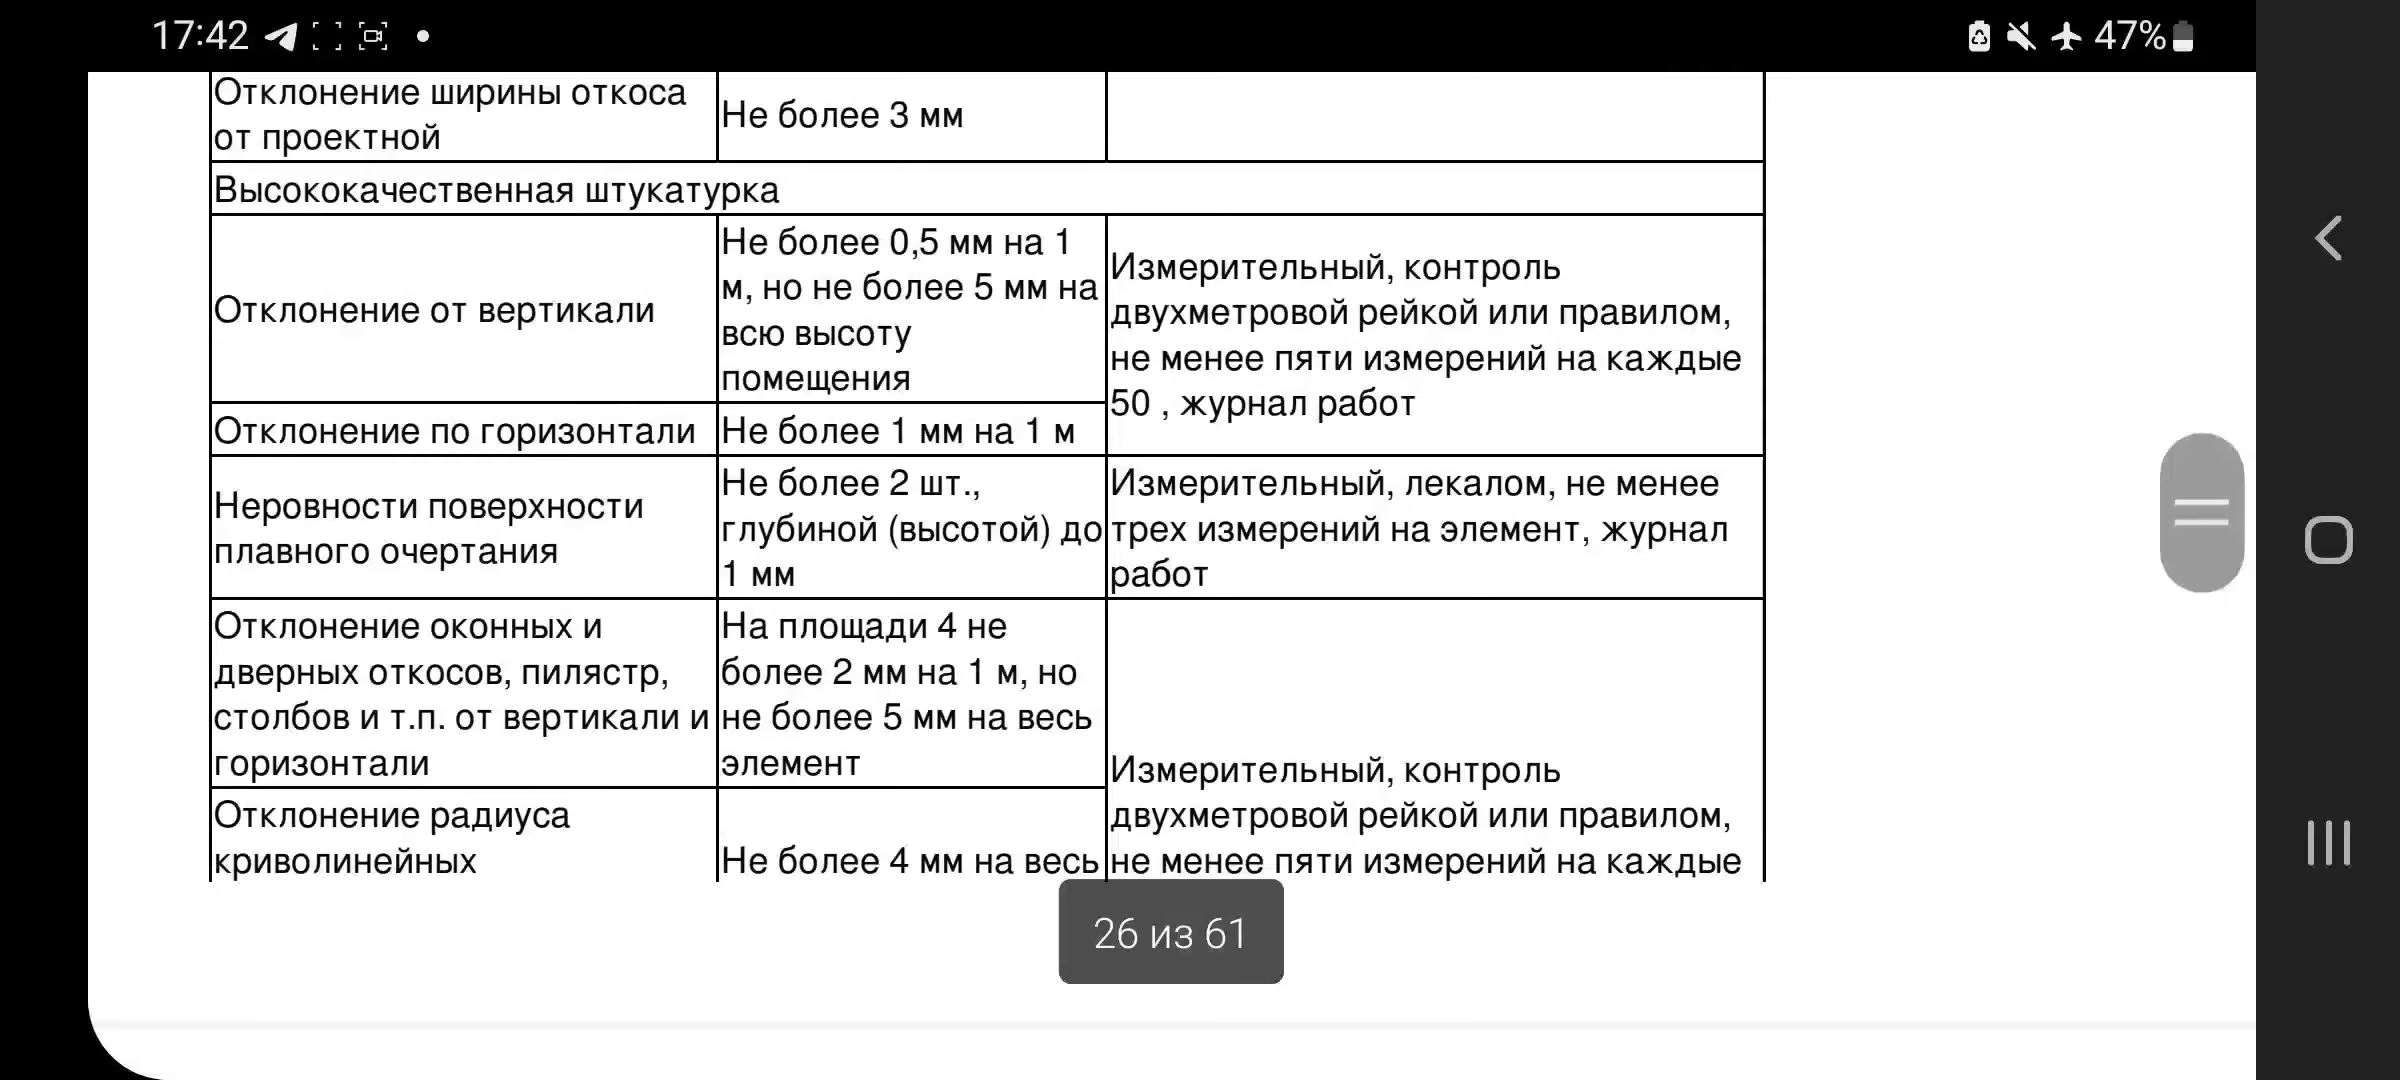 17:42
47%
Отклонение ширины откоса
от проектной
Не более 3 мм
Высококачественная штукатурка
Отклонение от вертикали
Не более 0,5 мм на 1
м, но не более 5 мм на
всю высоту
помещения
Измерительный, контроль
двухметровой рейкой или правилом,
не менее пяти измерений на каждые
50 , журнал работ
Отклонение по горизонтали
Не более 1 мм на 1 м
Неровности поверхности
плавного очертания
Не более 2 шт.,
глубиной (высотой) до
1 мм
Измерительный, лекалом, не менее
трех измерений на элемент, журнал
работ
Отклонение оконных и
дверных откосов, пилястр,
столбов и т.п. от вертикали и
горизонтали
На площади 4 не
более 2 мм на 1 м, но
не более 5 мм на весь
элемент
Измерительный, контроль
двухметровой рейкой или правилом,
не менее пяти измерений на каждые
Отклонение радиуса
криволинейных
Не более 4 мм на весь
26 из 61